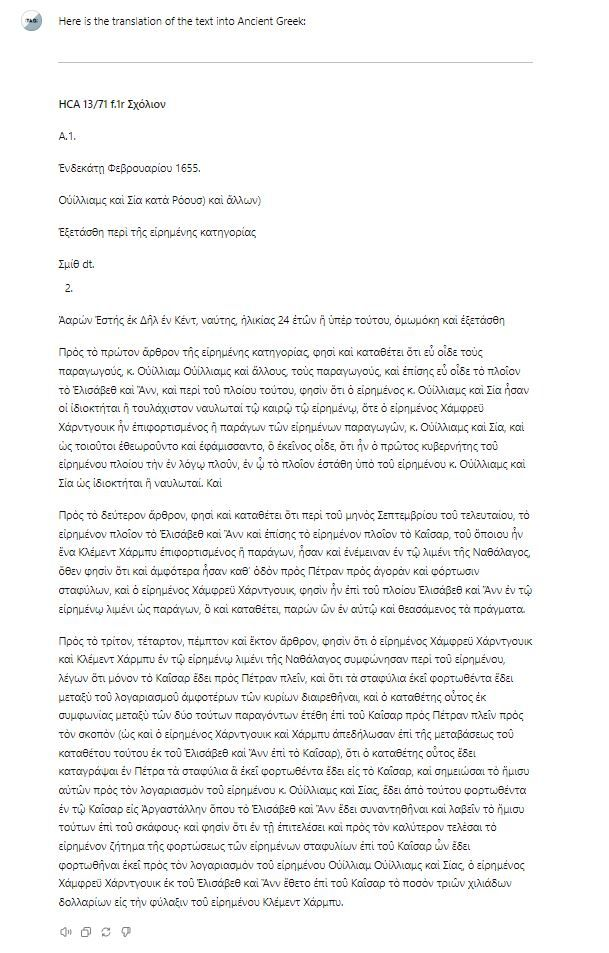 TAG:
Here is the translation of the text into Ancient Greek:
HCA 13/71 f.1r Σχόλιον
Α.1.
Ἑνδεκάτῃ Φεβρουαρίου 1655.
Οὐίλλιαμς καὶ Σία κατὰ Ρόουσ) καὶ ἄλλων)
Ἐξετάσθη περὶ τῆς εἰρημένης κατηγορίας
Σμίθ dt.
2.
Ἀαρών Ἐστής ἐκ Δῆλ ἐν Κέντ, ναύτης, ἡλικίας 24 ἐτῶν ἢ ὑπὲρ τούτου, ὀμωμόκη καὶ ἐξετάσθη
Πρὸς τὸ πρῶτον ἄρθρον τῆς εἰρημένης κατηγορίας, φησὶ καὶ καταθέτει ὅτι εὖ οἶδε τοὺς
παραγωγούς, κ. Οὐίλλιαμ Οὐίλλιαμς καὶ ἄλλους, τοὺς παραγωγούς, καὶ ἐπίσης εὖ οἶδε τὸ πλοῖον
τὸ Ἐλισάβεθ καὶ Ἄνν, καὶ περὶ τοῦ πλοίου τούτου, φησὶν ὅτι ὁ εἰρημένος κ. Οὐίλλιαμς καὶ Σία ἦσαν
οἱ ἰδιοκτήται ἢ τουλάχιστον ναυλωταί τῷ καιρῷ τῷ εἰρημένῳ, ὅτε ὁ εἰρημένος Χάμφρεϋ
Χάρντγουικ ἦν ἐπιφορτισμένος ἢ παράγων τῶν εἰρημένων παραγωγῶν, κ. Οὐίλλιαμς καὶ Σία, καὶ
ὡς τοιοῦτοι ἐθεωροῦντο καὶ ἐφάμισσαντο, ὃ ἐκεῖνος οἶδε, ὅτι ἦν ὁ πρῶτος κυβερνήτης τοῦ
εἰρημένου πλοίου τὴν ἐν λόγῳ πλοῦν, ἐν ᾧ τὸ πλοῖον ἐστάθη ὑπὸ τοῦ εἰρημένου κ. Οὐίλλιαμς καὶ
Σία ὡς ἰδιοκτήται ἢ ναυλωταί. Καὶ
Πρὸς τὸ δεύτερον ἄρθρον, φησὶ καὶ καταθέτει ὅτι περὶ τοῦ μηνὸς Σεπτεμβρίου τοῦ τελευταίου, τὸ
εἰρημένον πλοῖον τὸ Ἐλισάβεθ καὶ Ἄνν καὶ ἐπίσης τὸ εἰρημένον πλοῖον τὸ Καῖσαρ, τοῦ ὁποίου ἦν
ἕνα Κλέμεντ Χάρμπυ ἐπιφορτισμένος ἢ παράγων, ἦσαν καὶ ἐνέμειναν ἐν τῷ λιμένι τῆς Ναθάλαγος,
ὅθεν φησὶν ὅτι καὶ ἀμφότερα ἦσαν καθ' ὁδὸν πρὸς Πέτραν πρὸς ἀγορὰν καὶ φόρτωσιν
σταφύλων, καὶ ὁ εἰρημένος Χάμφρεϋ Χάρντγουικ, φησὶν ἦν ἐπὶ τοῦ πλοίου Ἐλισάβεθ καὶ Ἄνν ἐν τῷ
εἰρημένῳ λιμένι ὡς παράγων, ὃ καὶ καταθέτει, παρών ὢν ἐν αὐτῷ καὶ θεασάμενος τὰ πράγματα.
Πρὸς τὸ τρίτον, τέταρτον, πέμπτον καὶ ἕκτον ἄρθρον, φησὶν ὅτι ὁ εἰρημένος Χάμφρεϋ Χάρντγουικ
καὶ Κλέμεντ Χάρμπυ ἐν τῷ εἰρημένῳ λιμένι τῆς Ναθάλαγος συμφώνησαν περὶ τοῦ εἰρημένου,
λέγων ὅτι μόνον τὸ Καῖσαρ ἔδει πρὸς Πέτραν πλεῖν, καὶ ὅτι τὰ σταφύλια ἐκεῖ φορτωθέντα ἔδει
μεταξὺ τοῦ λογαριασμοῦ ἀμφοτέρων τῶν κυρίων διαιρεθῆναι, καὶ ὁ καταθέτης οὗτος ἐκ
συμφωνίας μεταξὺ τῶν δύο τούτων παραγόντων ἐτέθη ἐπὶ τοῦ Καῖσαρ πρὸς Πέτραν πλεῖν πρὸς
τὸν σκοπὸν (ὡς καὶ ὁ εἰρημένος Χάρντγουικ καὶ Χάρμπυ ἀπεδήλωσαν ἐπὶ τῆς μεταβάσεως τοῦ
καταθέτου τούτου ἐκ τοῦ Ἐλισάβεθ καὶ Ἄνν ἐπὶ τὸ Καῖσαρ), ὅτι ὁ καταθέτης οὗτος ἔδει
καταγράψαι ἐν Πέτρα τὰ σταφύλια ἃ ἐκεῖ φορτωθέντα ἔδει εἰς τὸ Καῖσαρ, καὶ σημειῶσαι τὸ ἥμισυ
αὐτῶν πρὸς τὸν λογαριασμὸν τοῦ εἰρημένου κ. Οὐίλλιαμς καὶ Σίας, ἔδει ἀπὸ τούτου φορτωθέντα
ἐν τῷ Καῖσαρ εἰς Ἀργαστάλλην ὅπου τὸ Ἐλισάβεθ καὶ Ἄνν ἔδει συναντηθῆναι καὶ λαβεῖν τὸ ἥμισυ
τούτων ἐπὶ τοῦ σκάφους· καὶ φησὶν ὅτι ἐν τῇ ἐπιτελέσει καὶ πρὸς τὸν καλύτερον τελέσαι τὸ
εἰρημένον ζήτημα τῆς φορτώσεως τῶν εἰρημένων σταφυλίων ἐπὶ τοῦ Καῖσαρ ὧν ἔδει
φορτωθῆναι ἐκεῖ πρὸς τὸν λογαριασμὸν τοῦ εἰρημένου Οὐίλλιαμ Οὐίλλιαμς καὶ Σίας, ὁ εἰρημένος
Χάμφρεϋ Χάρντγουικ ἐκ τοῦ Ἐλισάβεθ καὶ Ἄνν ἔθετο ἐπὶ τοῦ Καῖσαρ τὸ ποσὸν τριῶν χιλιάδων
δολλαρίων εἰς τὴν φύλαξιν τοῦ εἰρημένου Κλέμεντ Χάρμπυ.